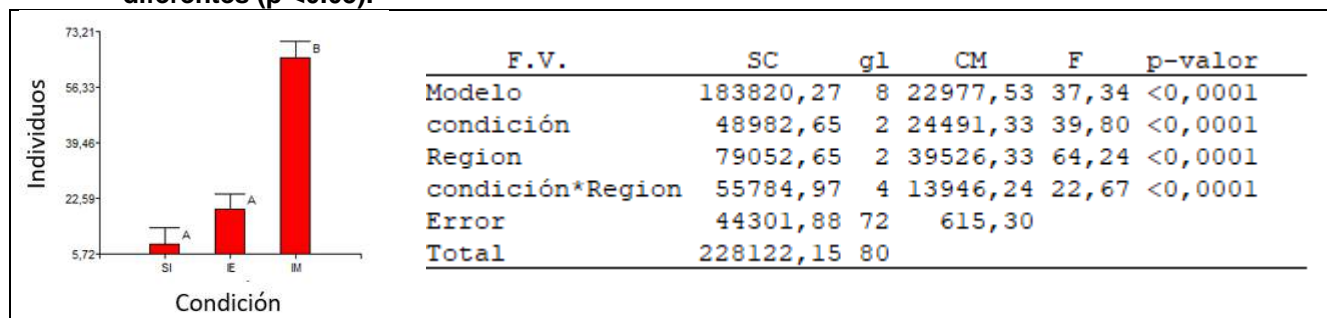 diferentes (p <0.05).
73,21
B
56,33
Individuos
39,46
22,59
A
A
5,72
SI IE IM
Condición
F.V. SC gl CM F p-valor
Modelo 183820,27 8 22977,53 37,34 <0,0001
condición 48982,65 2 24491,33 39,80 <0,0001
Region 79052,65 2 39526,33 64,24 <0,0001
condición*Region 55784,97 4 13946,24 22,67 <0,0001
Error 44301,88 72 615,30
Total 228122,15 80